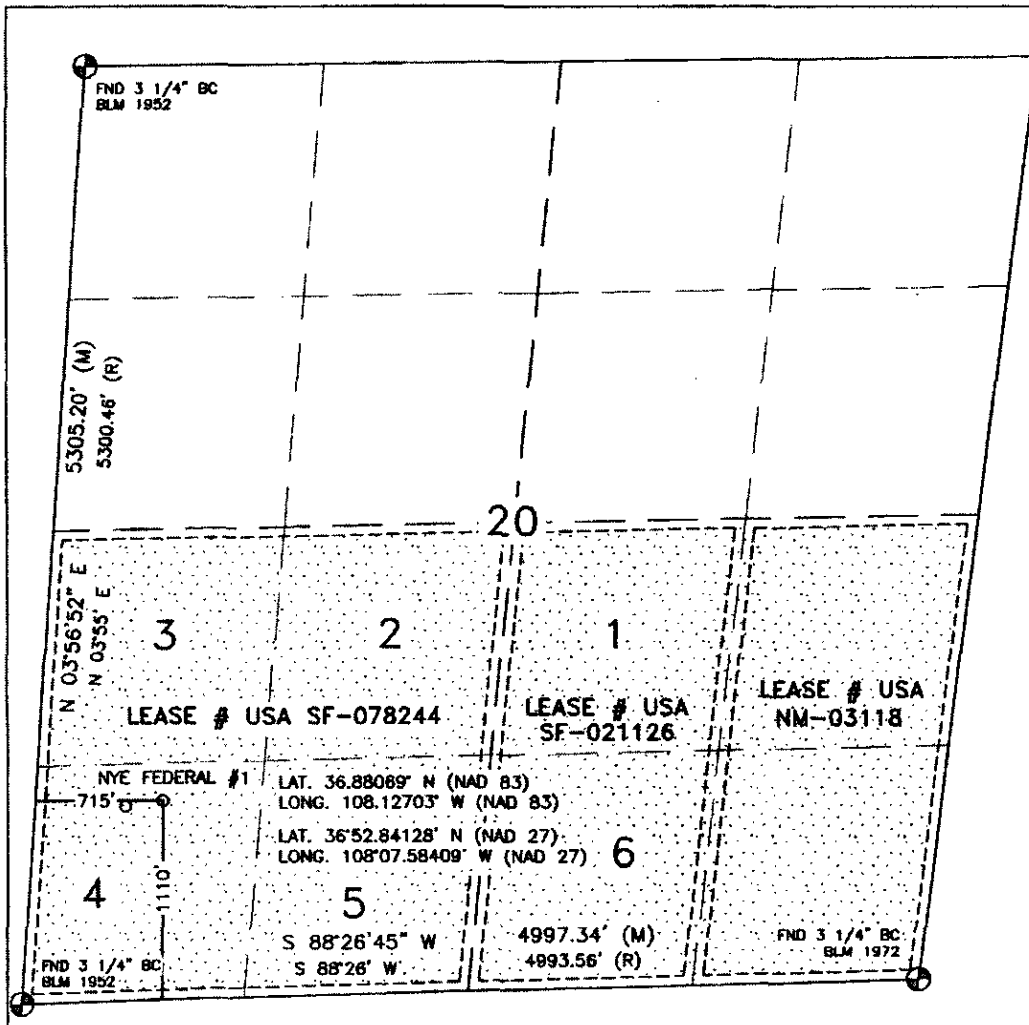 FND 3 1/4" BC
BLM 1952
5305.20' (M)
5300.46' (R)
20
N 03°56'52" E
N 03°55' E
3
2
1
LEASE # USA SF-078244
LEASE # USA
SF-021126
LEASE # USA
NM-03118
NYE FEDERAL #1
715'
LAT. 36.88069° N (NAD 83)
LONG. 108.12703° W (NAD 83)
LAT. 36°52.84128' N (NAD 27)
LONG. 108°07.58409' W (NAD 27)
6
1110'
4
5
S 88°26'45" W
S 88°26' W
4997.34' (M)
4993.56' (R)
FND 3 1/4" BC
BLM 1972
FND 3 1/4" BC
BLM 1952